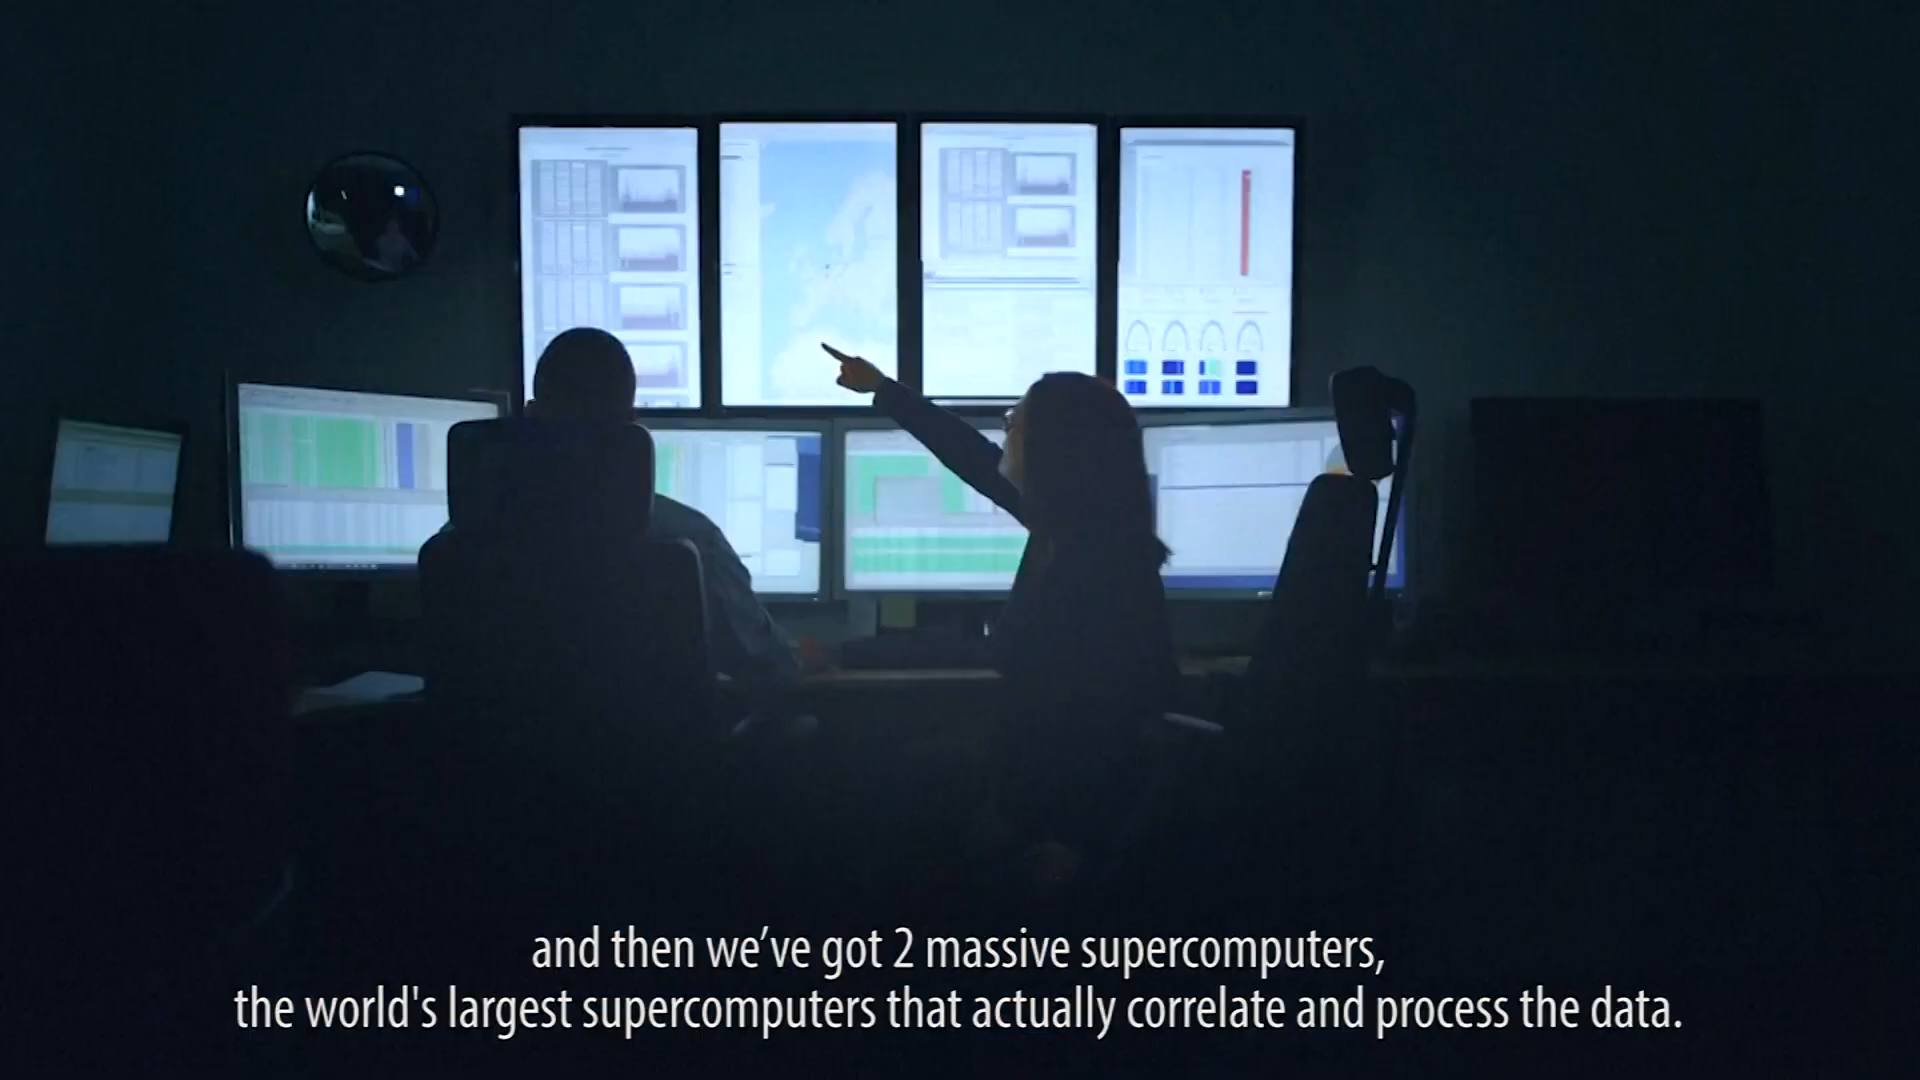 and then we’ve got 2 massive supercomputers,
the world's largest supercomputers that actually correlate and process the data.